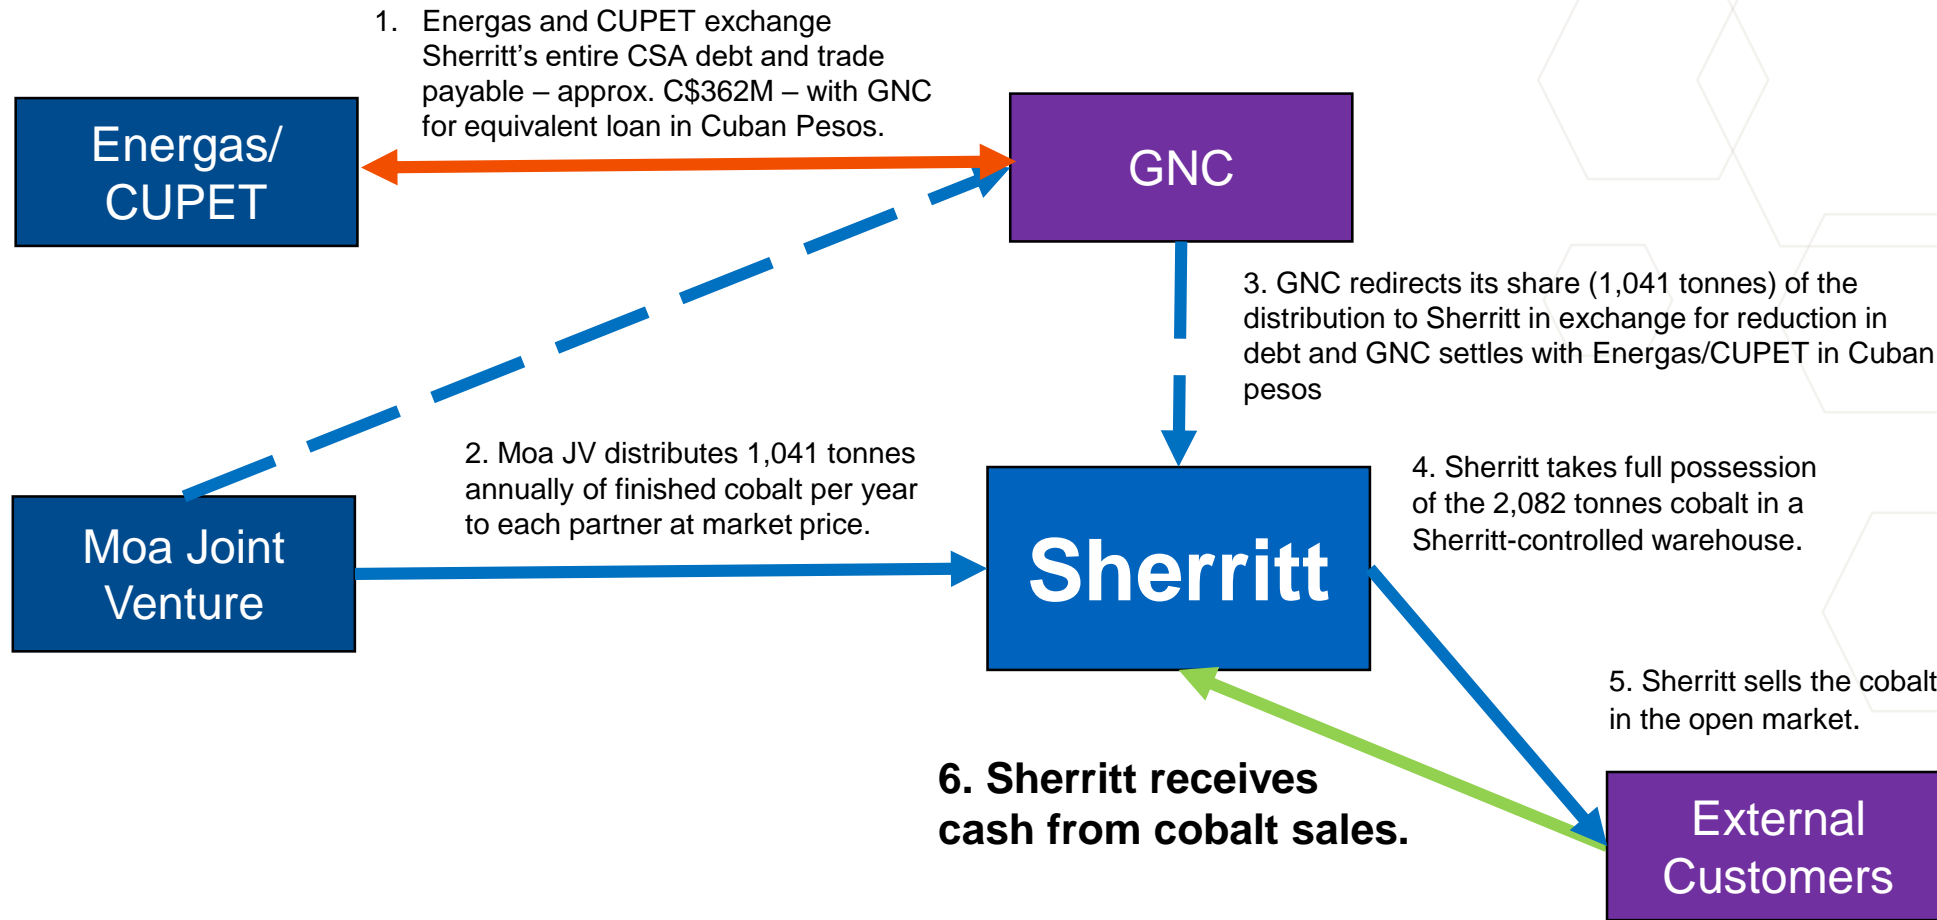 1. Energas and CUPET exchange
Sherritt’s entire CSA debt and trade
payable – approx. C$362M – with GNC
for equivalent loan in Cuban Pesos.
Energas/
CUPET
GNC
3. GNC redirects its share (1,041 tonnes) of the
distribution to Sherritt in exchange for reduction in
debt and GNC settles with Energas/CUPET in Cuban
pesos
2. Moa JV distributes 1,041 tonnes
annually of finished cobalt per year
to each partner at market price.
Moa Joint
Venture
Sherritt
4. Sherritt takes full possession
of the 2,082 tonnes cobalt in a
Sherritt-controlled warehouse.
5. Sherritt sells the cobalt
in the open market.
6. Sherritt receives
cash from cobalt sales.
External
Customers